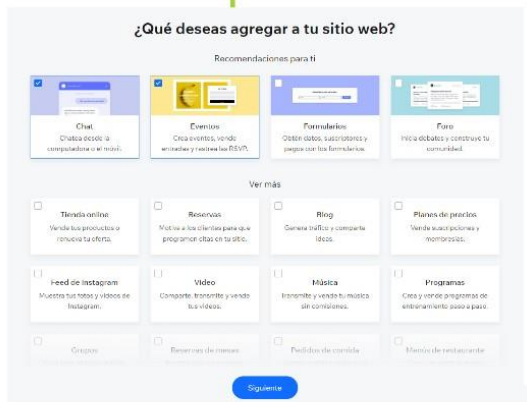 ¿Qué deseas agregar a tu sitio web?
Recomendaciones para ti
Chat
Chatea desde la
computadora o el móvil.
Eventos
Crea eventos, vende
entradas y rastrea las RSVP.
Formularios
Obtén datos, suscriptores y
pagos con los formularios.
Foro
Inicia debates y construye tu
comunidad.
Ver más
Tienda online
Vende tus productos o
renueva tu oferta.
Reservas
Motiva a los clientes para que
programen citas en tu sitio.
Blog
Genera tráfico y comparte
ideas.
Planes de precios
Vende suscripciones y
membresías.
Feed de Instagram
Muestra tus fotos y videos de
Instagram.
Video
Comparte, transmite y vende
tus videos.
Música
Transmite y vende tu música
sin comisiones.
Programas
Crea y vende programas de
entrenamiento paso a paso.
Grupos
Reservas de mesas
Pedidos de comida
Menús de restaurante
Siguiente